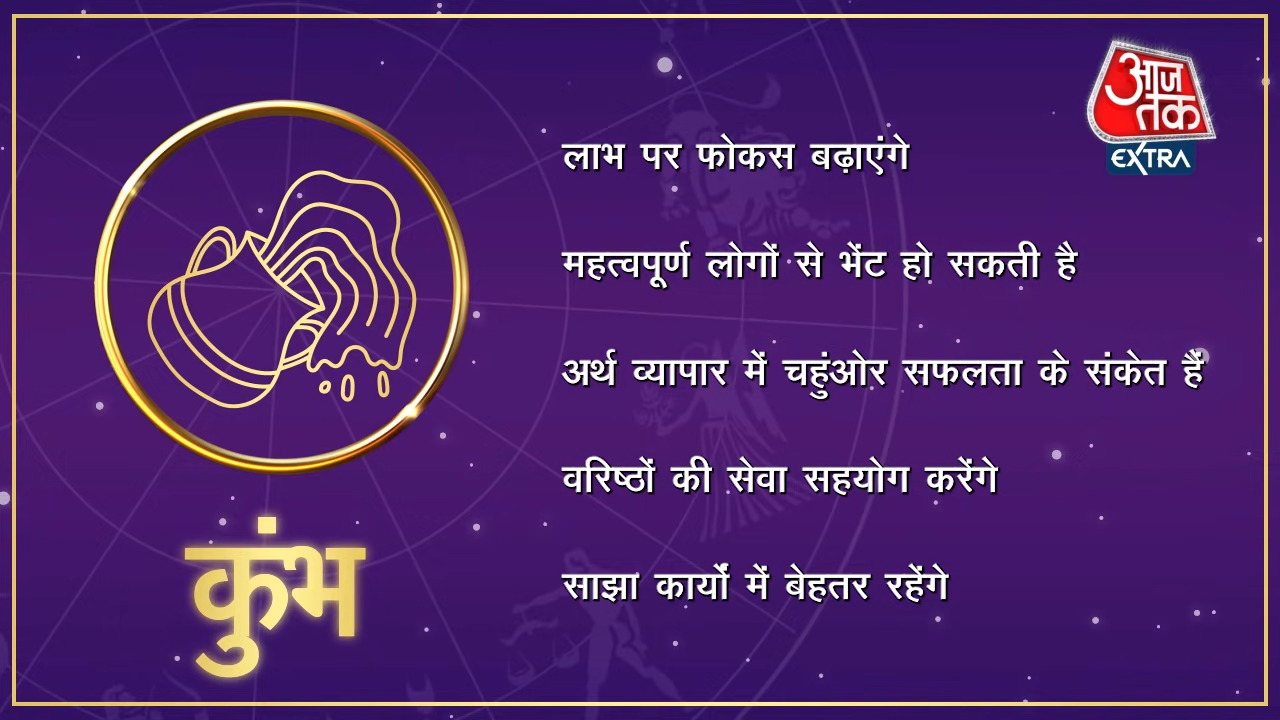 आज
तक
EXTRA
लाभ पर फोकस बढ़ाएंगे
महत्वपूर्ण लोगों से भेंट हो सकती है
अर्थ व्यापार में चहुंओर सफलता के संकेत हैं
वरिष्ठों की सेवा सहयोग करेंगे
साझा कार्यों में बेहतर रहेंगे
कुंभ